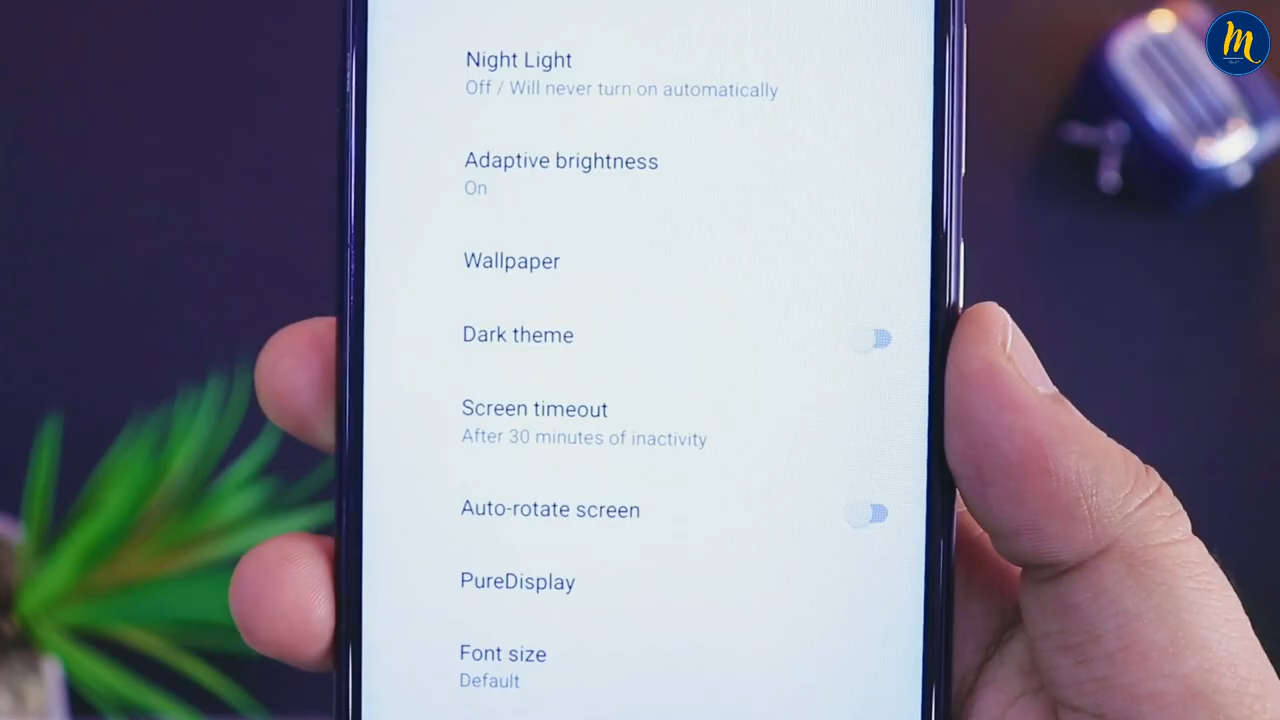 Night Light
Off / Will never turn on automatically
Adaptive brightness
On
Wallpaper
Dark theme
Screen timeout
After 30 minutes of inactivity
Auto-rotate screen
PureDisplay
Font size
Default